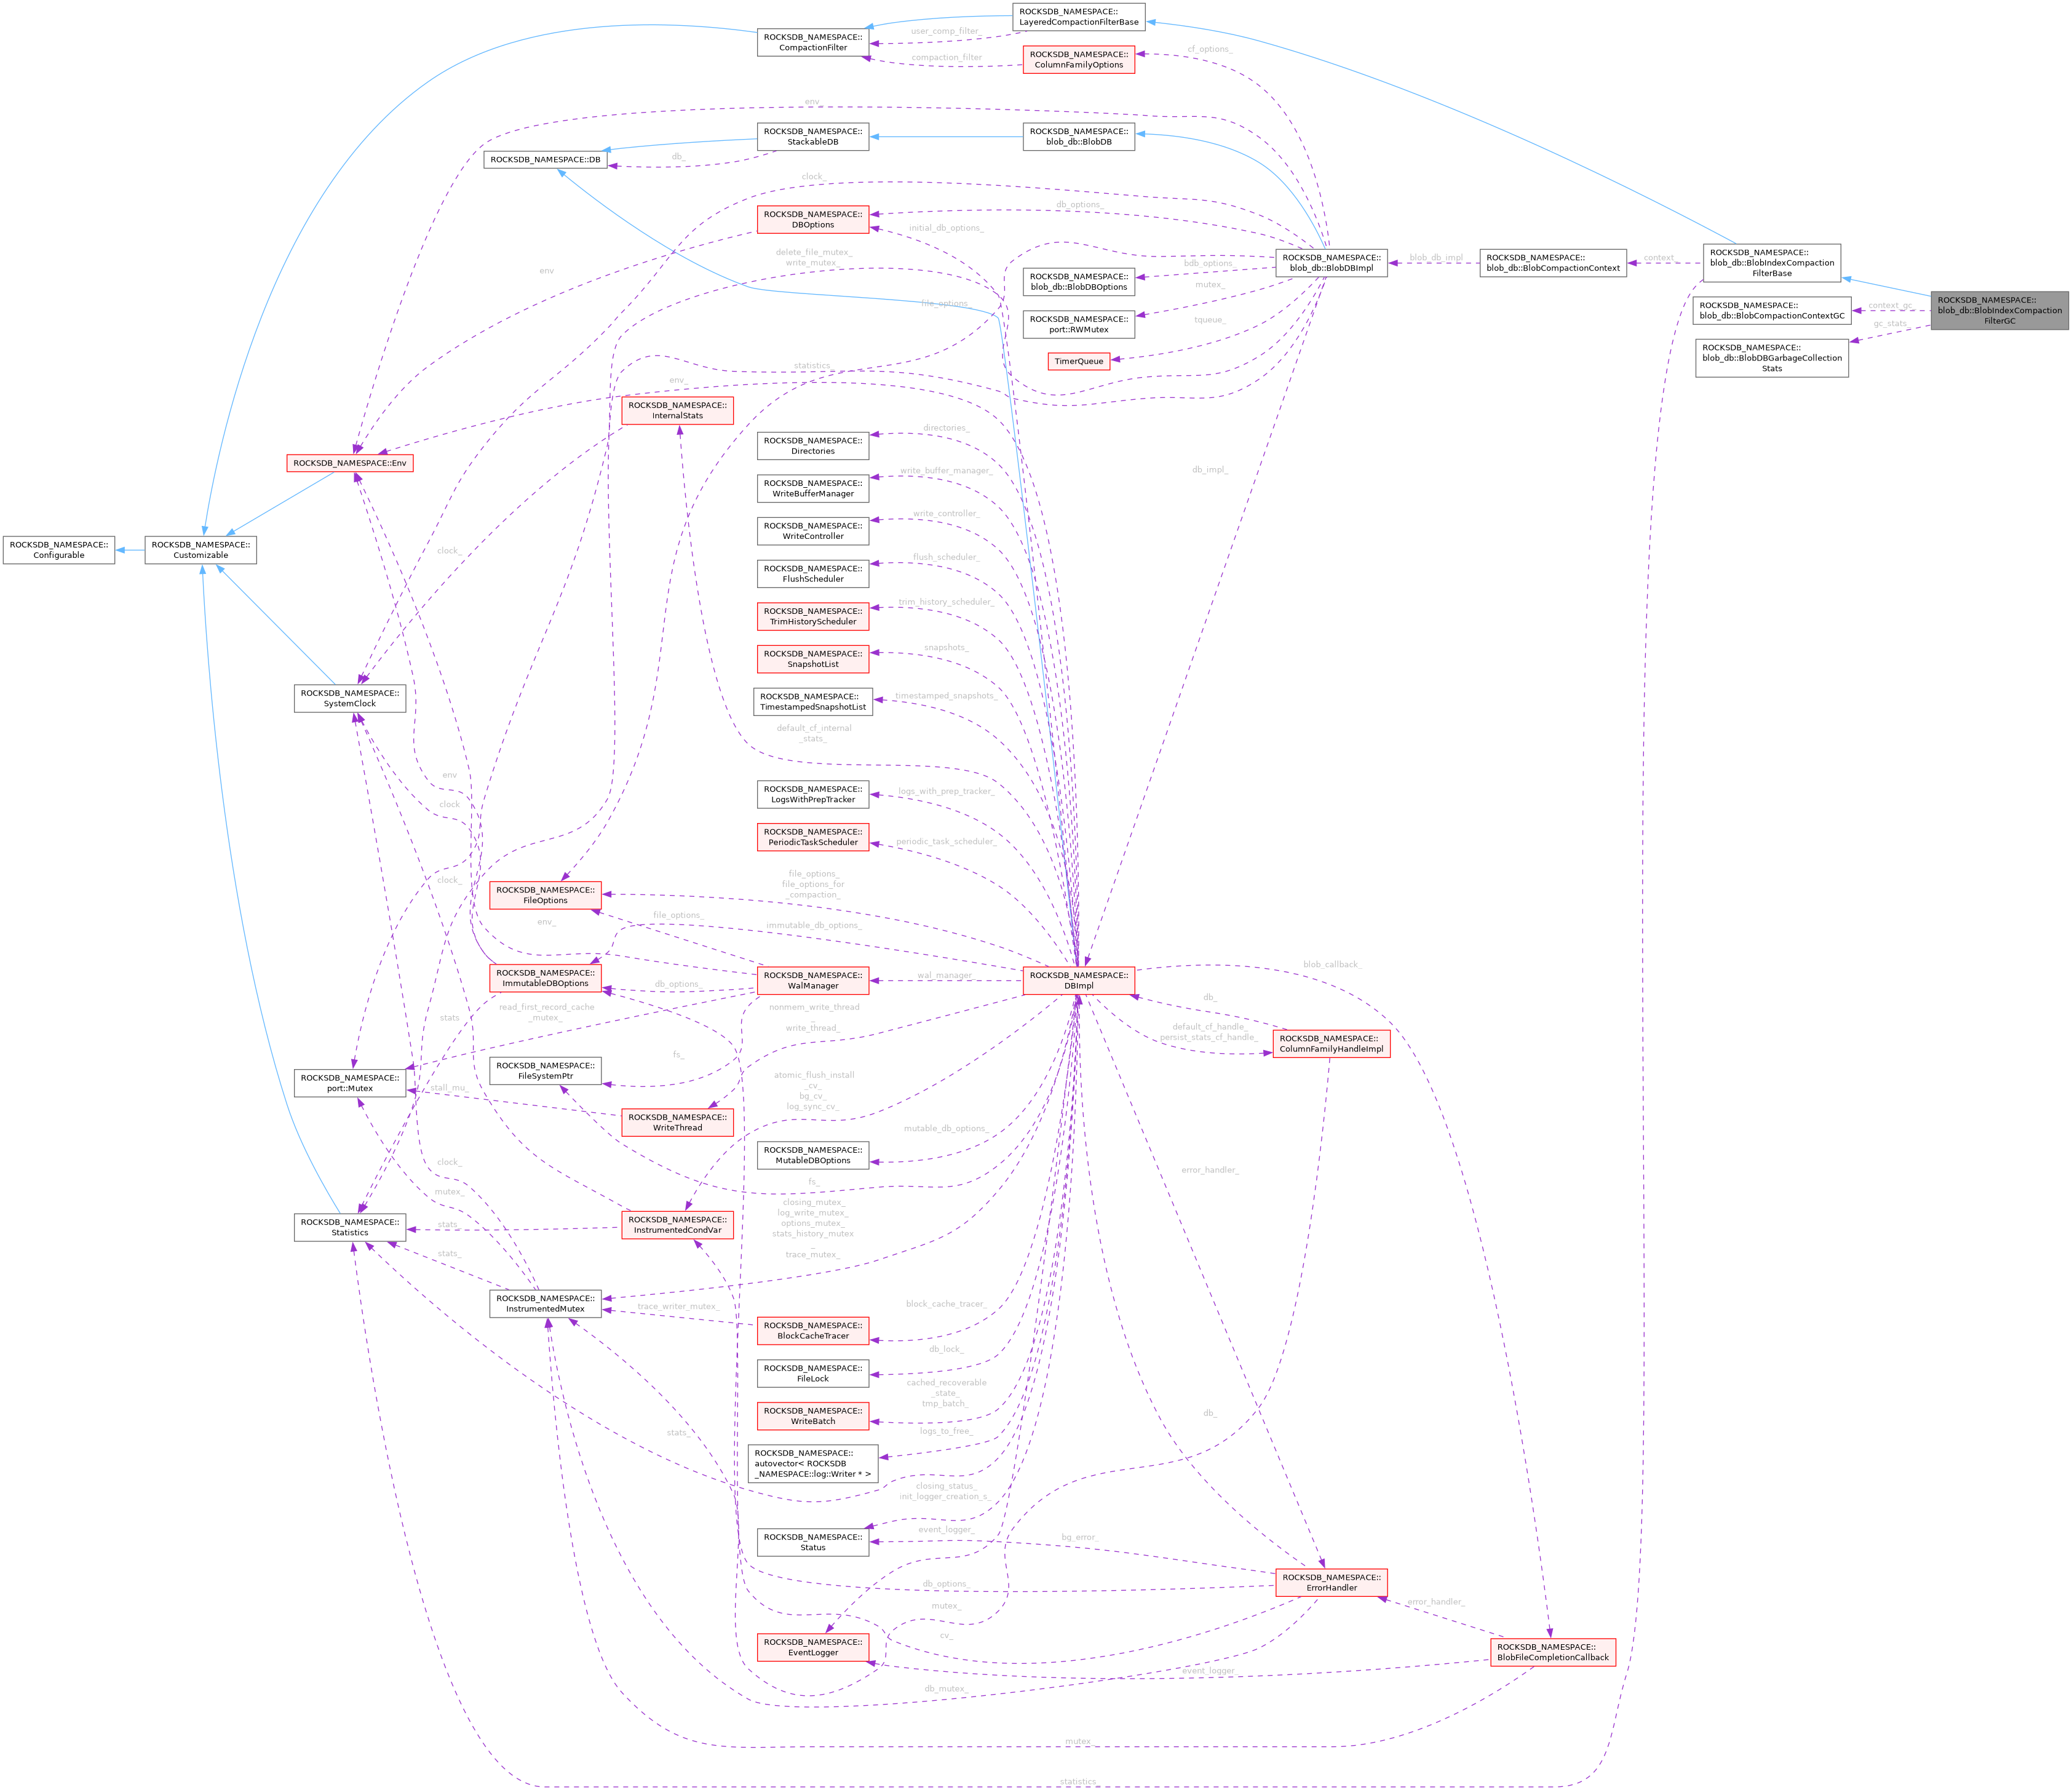 ROCKSDB_NAMESPACE::
LayeredCompactionFilterBase
user_comp_filter_
ROCKSDB_NAMESPACE::
CompactionFilter
ROCKSDB_NAMESPACE::
ColumnFamilyOptions
compaction_filter
cf_options_
env_
ROCKSDB_NAMESPACE::
StackableDB
ROCKSDB_NAMESPACE::
blob_db::BlobDB
ROCKSDB_NAMESPACE::DB
db_
clock_
ROCKSDB_NAMESPACE::
DBOptions
db_options_
initial_db_options_
env
delete_file_mutex_
write_mutex_
file_options_
ROCKSDB_NAMESPACE::
blob_db::BlobDBOptions
bdb_options_
ROCKSDB_NAMESPACE::
port::RWMutex
mutex_
TimerQueue
tqueue_
ROCKSDB_NAMESPACE::
blob_db::BlobDBImpl
blob_db_impl
ROCKSDB_NAMESPACE::
blob_db::BlobCompactionContext
context_
ROCKSDB_NAMESPACE::
blob_db::BlobIndexCompaction
FilterBase
ROCKSDB_NAMESPACE::
blob_db::BlobCompactionContextGC
context_gc_
ROCKSDB_NAMESPACE::
blob_db::BlobIndexCompaction
FilterGC
gc_stats_
ROCKSDB_NAMESPACE::
blob_db::BlobDBGarbageCollection
Stats
statistics_
env_
ROCKSDB_NAMESPACE::
InternalStats
ROCKSDB_NAMESPACE::
Directories
directories_
ROCKSDB_NAMESPACE::Env
ROCKSDB_NAMESPACE::
WriteBufferManager
write_buffer_manager_
db_impl_
ROCKSDB_NAMESPACE::
WriteController
write_controller_
ROCKSDB_NAMESPACE::
Configurable
ROCKSDB_NAMESPACE::
Customizable
clock_
ROCKSDB_NAMESPACE::
FlushScheduler
flush_scheduler_
ROCKSDB_NAMESPACE::
TrimHistoryScheduler
trim_history_scheduler_
ROCKSDB_NAMESPACE::
SnapshotList
snapshots_
ROCKSDB_NAMESPACE::
SystemClock
ROCKSDB_NAMESPACE::
TimestampedSnapshotList
timestamped_snapshots_
default_cf_internal
_stats_
env
clock
ROCKSDB_NAMESPACE::
LogsWithPrepTracker
logs_with_prep_tracker_
ROCKSDB_NAMESPACE::
PeriodicTaskScheduler
periodic_task_scheduler_
clock_
ROCKSDB_NAMESPACE::
FileOptions
file_options_
file_options_for
_compaction_
env_
file_options_
immutable_db_options_
ROCKSDB_NAMESPACE::
ImmutableDBOptions
db_options_
ROCKSDB_NAMESPACE::
WalManager
wal_manager_
ROCKSDB_NAMESPACE::
DBImpl
blob_callback_
stats
read_first_record_cache
_mutex_
nonmem_write_thread
_
write_thread_
db_
default_cf_handle_
persist_stats_cf_handle_
ROCKSDB_NAMESPACE::
ColumnFamilyHandleImpl
ROCKSDB_NAMESPACE::
port::Mutex
ROCKSDB_NAMESPACE::
FileSystemPtr
fs_
stall_mu_
ROCKSDB_NAMESPACE::
WriteThread
atomic_flush_install
_cv_
bg_cv_
log_sync_cv_
ROCKSDB_NAMESPACE::
MutableDBOptions
mutable_db_options_
error_handler_
clock_
mutex_
fs_
ROCKSDB_NAMESPACE::
Statistics
stats_
ROCKSDB_NAMESPACE::
InstrumentedCondVar
closing_mutex_
log_write_mutex_
options_mutex_
stats_history_mutex
_
trace_mutex_
stats_
ROCKSDB_NAMESPACE::
InstrumentedMutex
trace_writer_mutex_
ROCKSDB_NAMESPACE::
BlockCacheTracer
block_cache_tracer_
ROCKSDB_NAMESPACE::
FileLock
db_lock_
ROCKSDB_NAMESPACE::
WriteBatch
cached_recoverable
_state_
tmp_batch_
db_
stats_
ROCKSDB_NAMESPACE::
autovector< ROCKSDB
_NAMESPACE::log::Writer * >
logs_to_free_
closing_status_
init_logger_creation_s_
ROCKSDB_NAMESPACE::
Status
event_logger_
bg_error_
db_options_
ROCKSDB_NAMESPACE::
ErrorHandler
mutex_
error_handler_
ROCKSDB_NAMESPACE::
EventLogger
cv_
ROCKSDB_NAMESPACE::
BlobFileCompletionCallback
event_logger_
db_mutex_
mutex_
statistics_